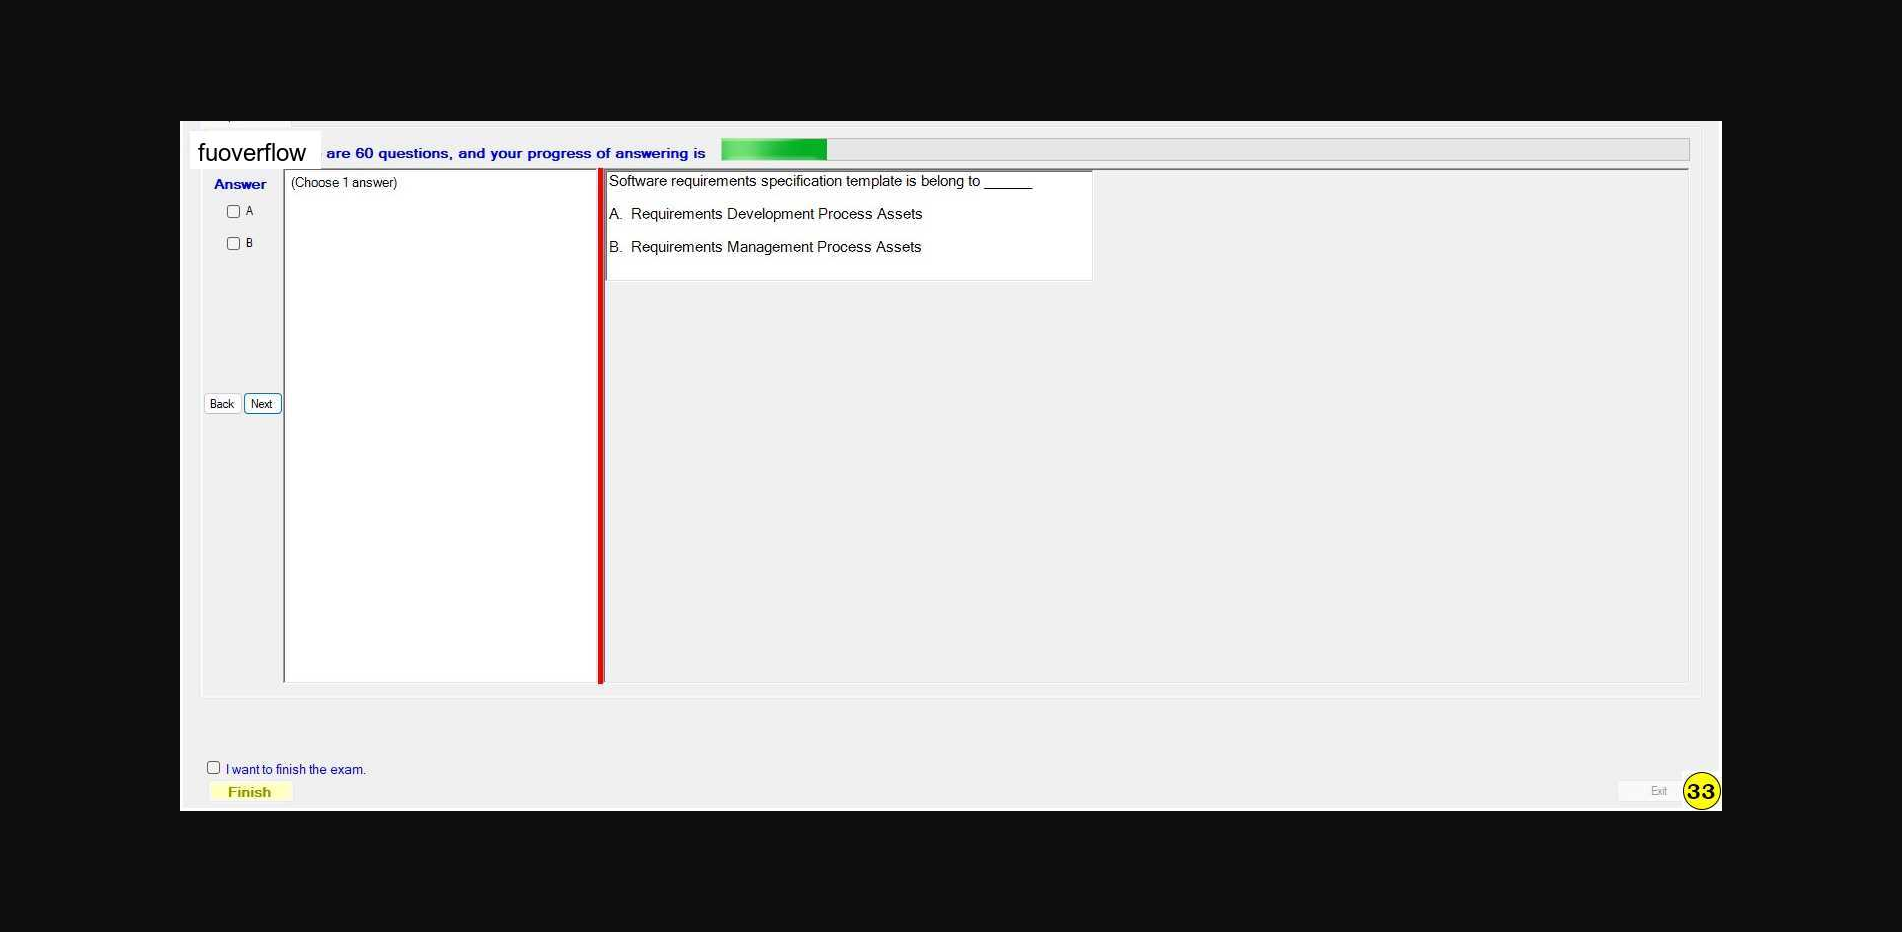 fuoverflow are 60 questions, and your progress of answering is
Answer
(Choose 1 answer)
A
B
Back Next
Software requirements specification template is belong to ______
A. Requirements Development Process Assets
B. Requirements Management Process Assets
I want to finish the exam.
Finish
Exit
33